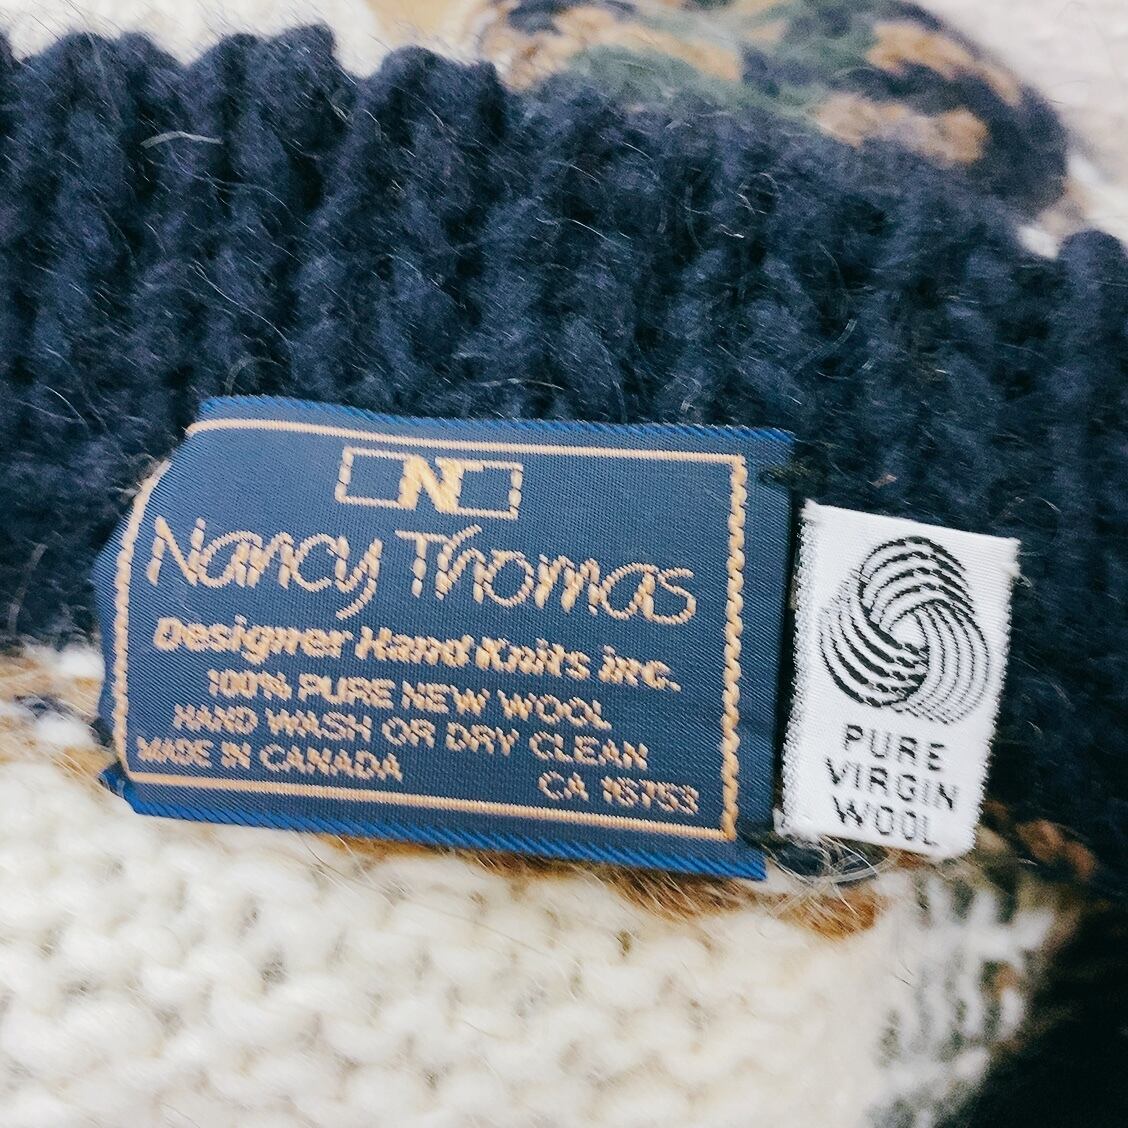 N
Nancy Thomas
Designer Hand Knits inc.
100% PURE NEW WOOL
HAND WASH OR DRY CLEAN
MADE IN CANADA
CA 16753
PURE
VIRGIN
WOOL